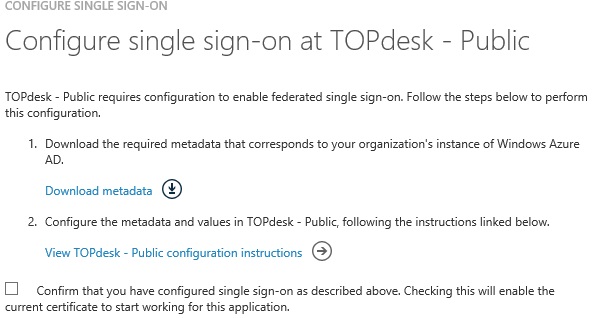 CONFIGURE SINGLE SIGN-ON
Configure single sign-on at TOPdesk - Public
TOPdesk - Public requires configuration to enable federated single sign-on. Follow the steps below to perform
this configuration.
1. Download the required metadata that corresponds to your organization's instance of Windows Azure
AD.
Download metadata
2. Configure the metadata and values in TOPdesk - Public, following the instructions linked below.
View TOPdesk - Public configuration instructions
Confirm that you have configured single sign-on as described above. Checking this will enable the
current certificate to start working for this application.